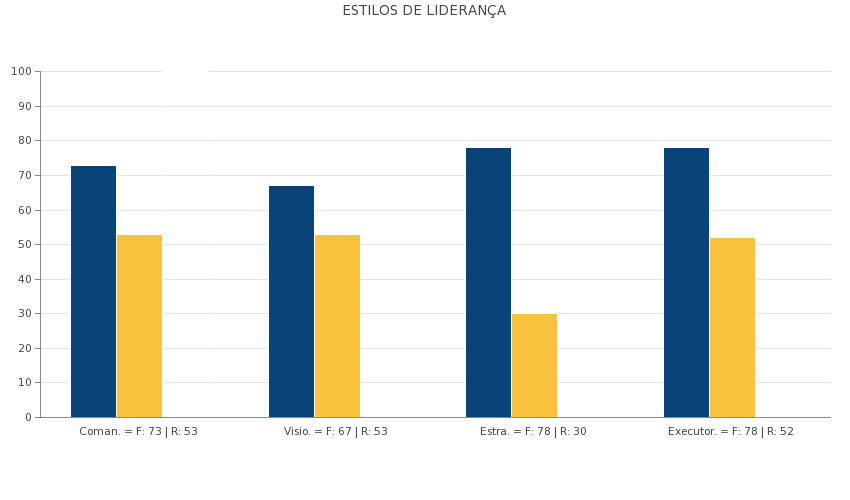 ESTILOS DE LIDERANÇA
100
90
80
70
60
50
40
30
20
10
0
Coman. = F: 73 | R: 53
Visio. = F: 67 | R: 53
Estra. = F: 78 | R: 30
Executor. = F: 78 | R: 52